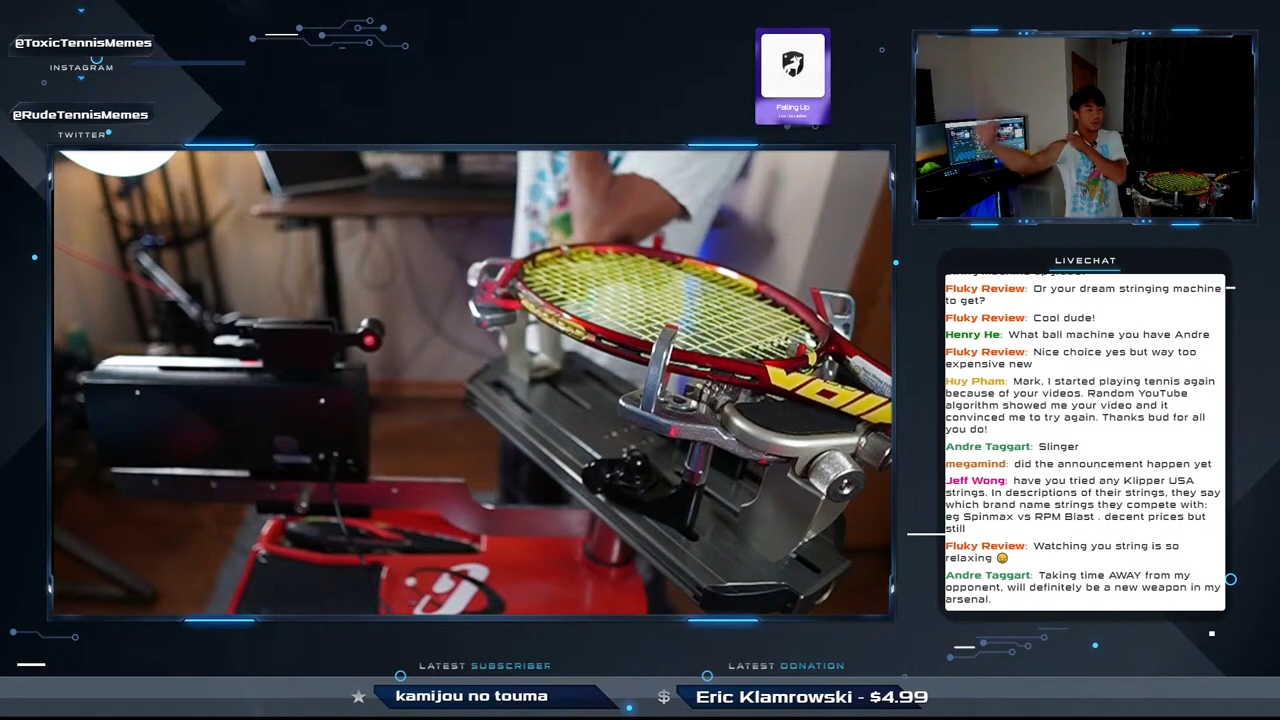 @ToxicTennisMemes
INSTAGRAM
@RudeTennisMemes
TWITTER
Falling Up
LIVECHAT
Fluky Review: Or your dream stringing machine
to get?
Fluky Review: Cool dude!
Henry He: What ball machine you have Andre
Fluky Review: Nice choice yes but way too
expensive new
Huy Pham: Mark, I started playing tennis again
because of your videos. Random YouTube
algorithm showed me your video and it
convinced me to try again. Thanks bud for all
you do!
Andre Taggart: Slinger
megamind: did the announcement happen yet
Jeff Wong: have you tried any Klipper USA
strings. In descriptions of their strings, they say
which brand name strings they compete with:
eg Spinmax vs RPM Blast . decent prices but
still
Fluky Review: Watching you string is so
relaxing 😌
Andre Taggart: Taking time AWAY from my
opponent, will definitely be a new weapon in my
arsenal.
LATEST SUBSCRIBER
kamijou no touma
LATEST DONATION
$ Eric Klamrowski - $4.99